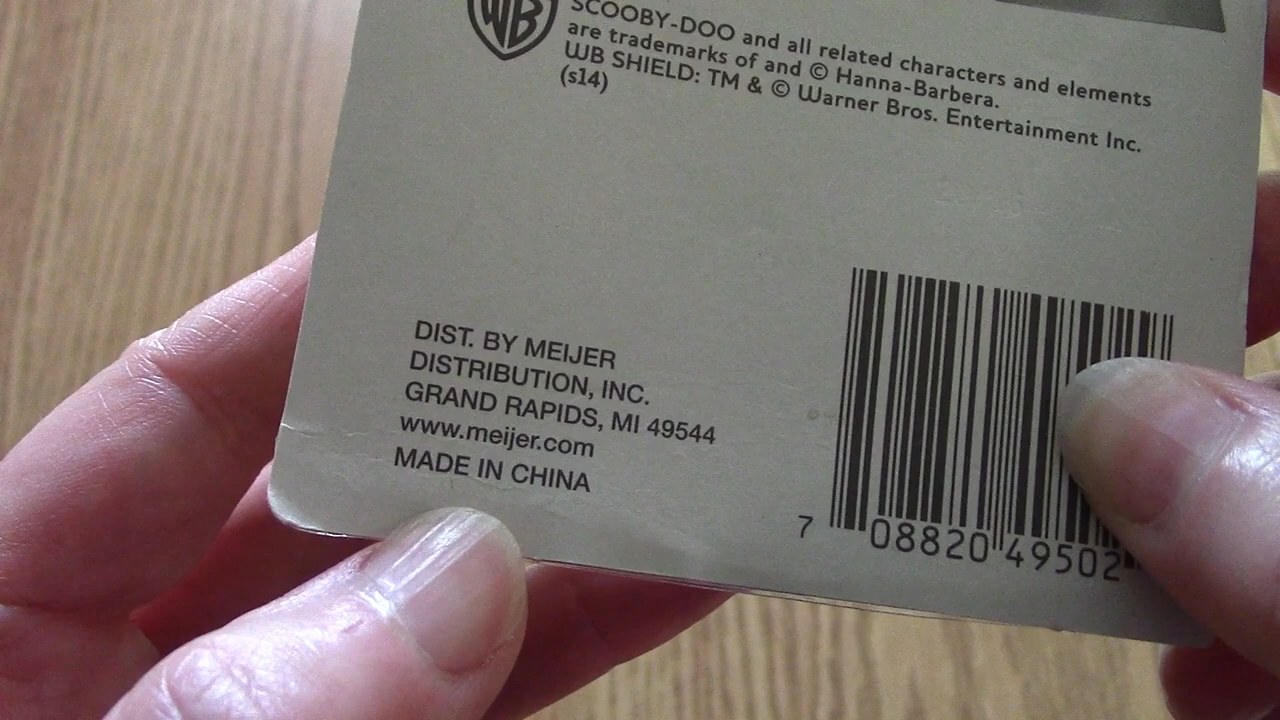 WB
SCOOBY-DOO and all related characters and elements
are trademarks of and © Hanna-Barbera.
WB SHIELD: TM & © Warner Bros. Entertainment Inc.
(s14)
DIST. BY MEIJER
DISTRIBUTION, INC.
GRAND RAPIDS, MI 49544
www.meijer.com
MADE IN CHINA
7 08820 49502